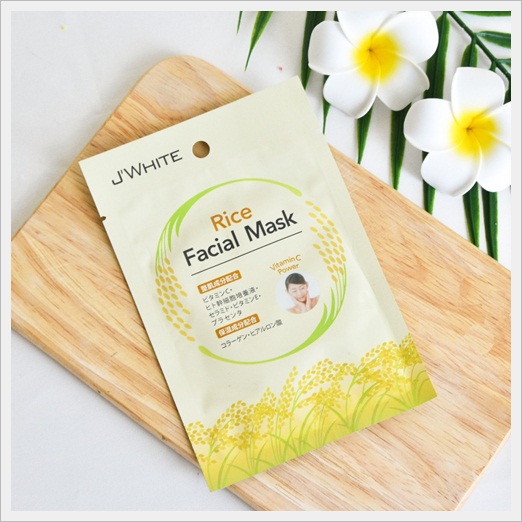 J'WHITE
Rice
Facial Mask
Vitamin C
Power
整肌成分配合
ビタミンC・
ヒト幹細胞培養液・
セラミド・ビタミンE・
プラセンタ
保湿成分配合
コラーゲン・ヒアルロン酸